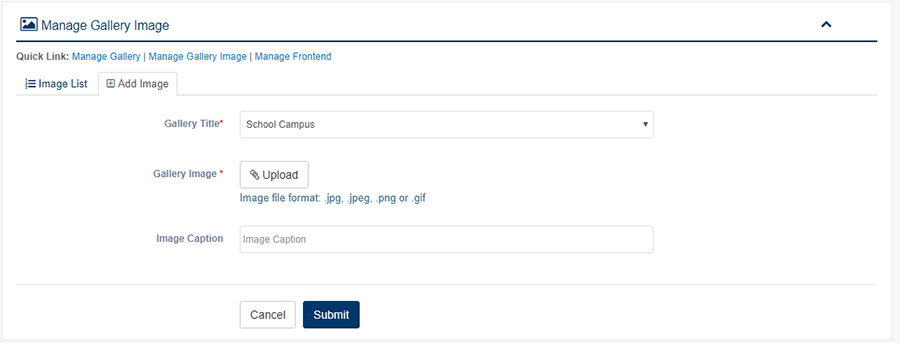 Manage Gallery Image
Quick Link: Manage Gallery | Manage Gallery Image | Manage Frontend
Image List Add Image
Gallery Title* School Campus
Gallery Image * Upload
Image file format: .jpg, .jpeg, .png or .gif
Image Caption Image Caption
Cancel Submit